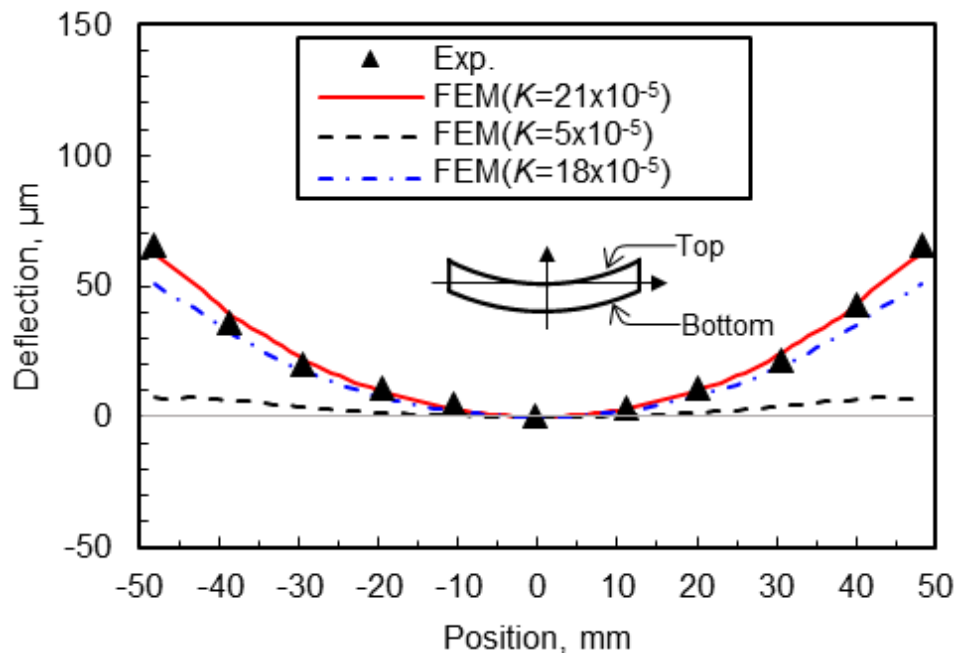 150
100
50
0
-50
Deflection, µm
Exp.
FEM(K=21x10⁻⁵)
FEM(K=5x10⁻⁵)
FEM(K=18x10⁻⁵)
Top
Bottom
-50 -40 -30 -20 -10 0 10 20 30 40 50
Position, mm